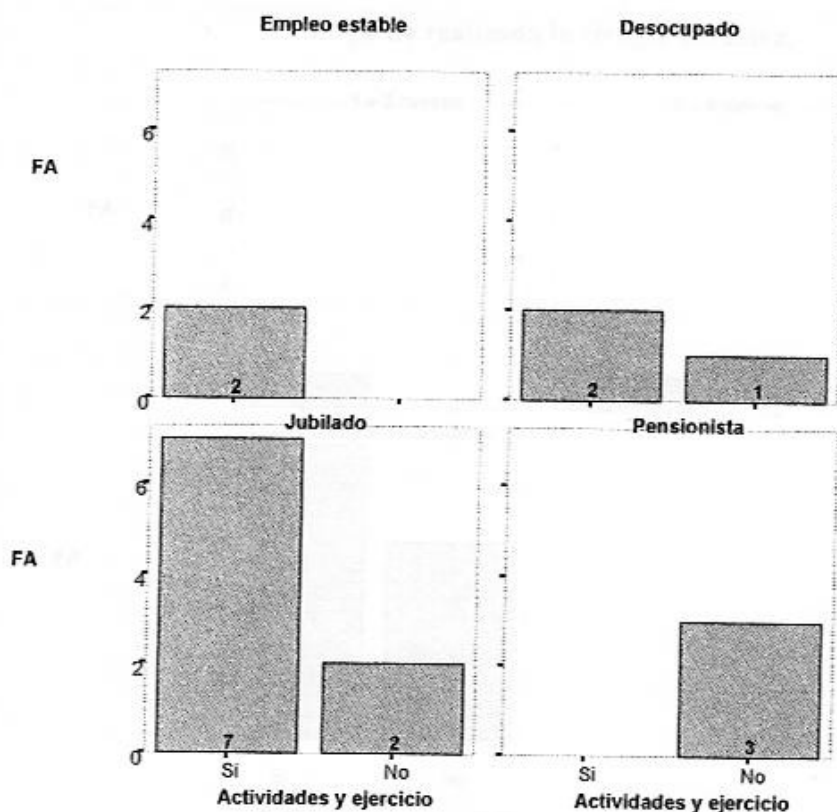 Empleo estable
Desocupado
FA
6
4
2
0
2
2
1
Jubilado
Pensionista
FA
6
4
2
0
7
2
3
Si
No
Si
No
Actividades y ejercicio
Actividades y ejercicio